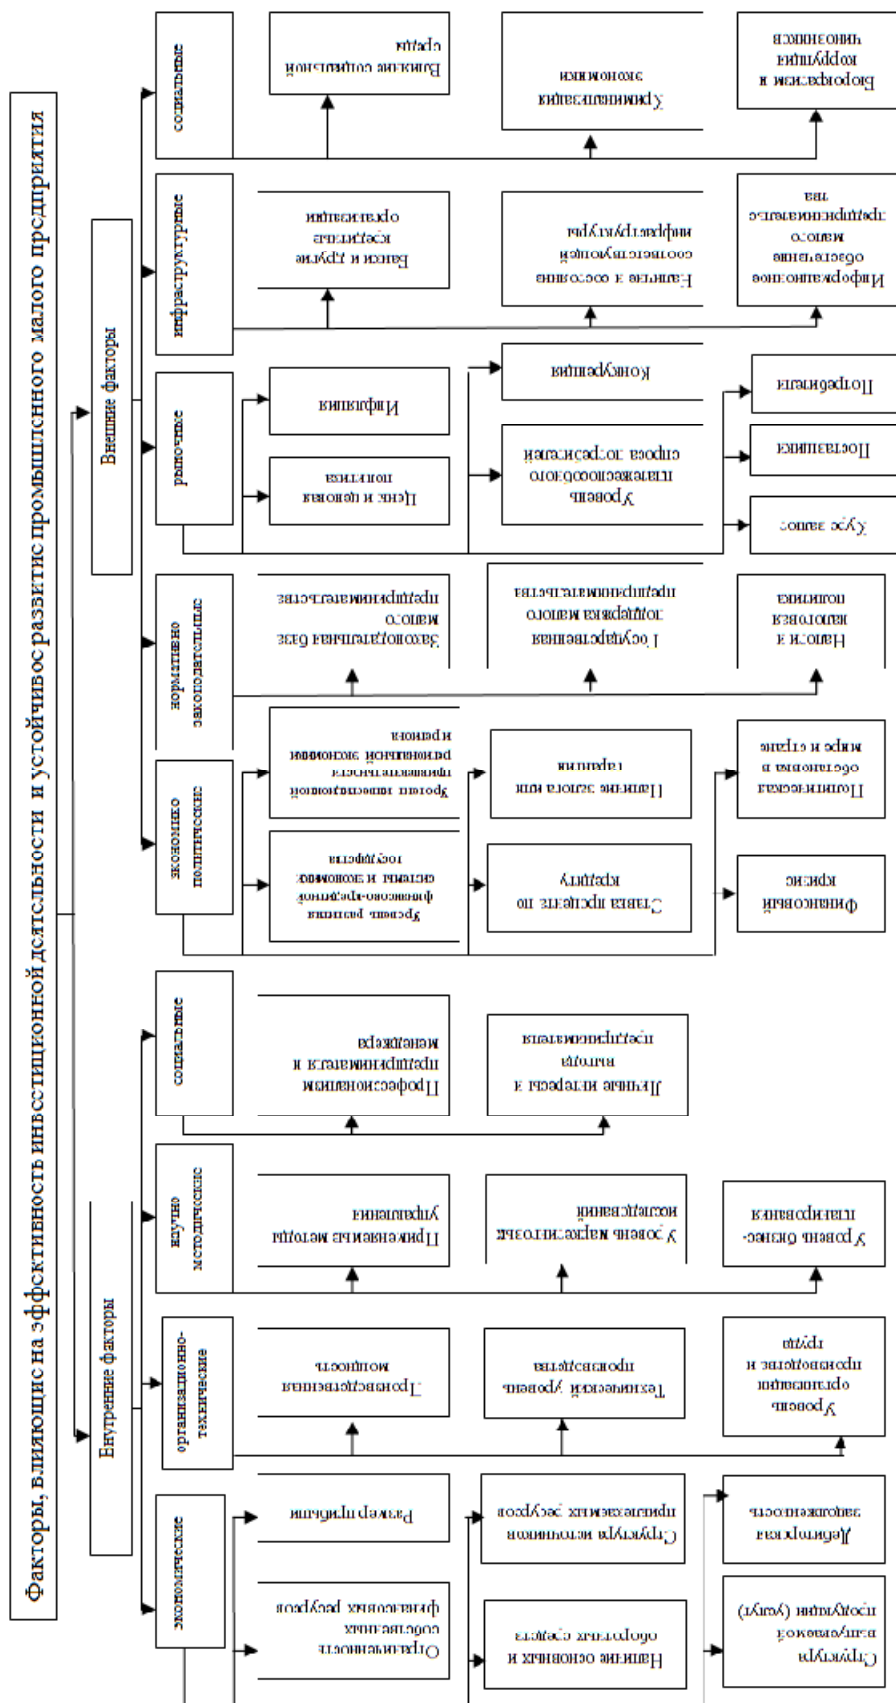 Факторы, влияющие на эффективность инвестиционной деятельности и устойчивое развитие промышленного малого предприятия
Внутренние факторы
Внешние факторы
экономические
организационно-
технические
научно
методические
социальные
экономико
политические
нормативно
законодательные
рыночные
инфраструктурные
социальные
Ограниченность
собственных
финансовых ресурсов
Размер прибыли
Наличие основных и
оборотных средств
Структура источников
привлекаемых ресурсов
Структура
выпускаемой
продукции (услуг)
Дебиторская
задолженность
Производственная
мощность
Технический уровень
производства
Уровень
организации
производства и
труда
Применяемые методы
управления
Уровень маркетинговых
исследований
Уровень бизнес-
планирования
Профессионализм
предпринимателя и
менеджера
Личные интересы и
выгода
предпринимателя
Уровень развития
финансово-кредитной
системы и экономики
государства
Уровень инвестиционной
привлекательности
региональной экономики
и региона
Ставка процента по
кредиту
Наличие залога или
гарантии
Финансовый
кризис
Политическая
обстановка в
мире и стране
Законодательная база
малого
предпринимательства
Государственная
поддержка малого
предпринимательства
Налоги и
налоговая
политика
Цены и ценовая
политика
Инфляция
Уровень
платежеспособного
спроса потребителей
Конкуренция
Курс валют
Поставщики
Потребители
Банки и другие
кредитные
организации
Наличие и состояние
соответствующей
инфраструктуры
Информационное
обеспечение
малого
предпринимательс
тва
Влияние социальной
среды
Криминализация
экономики
Бюрократизм и
коррупция
чиновников